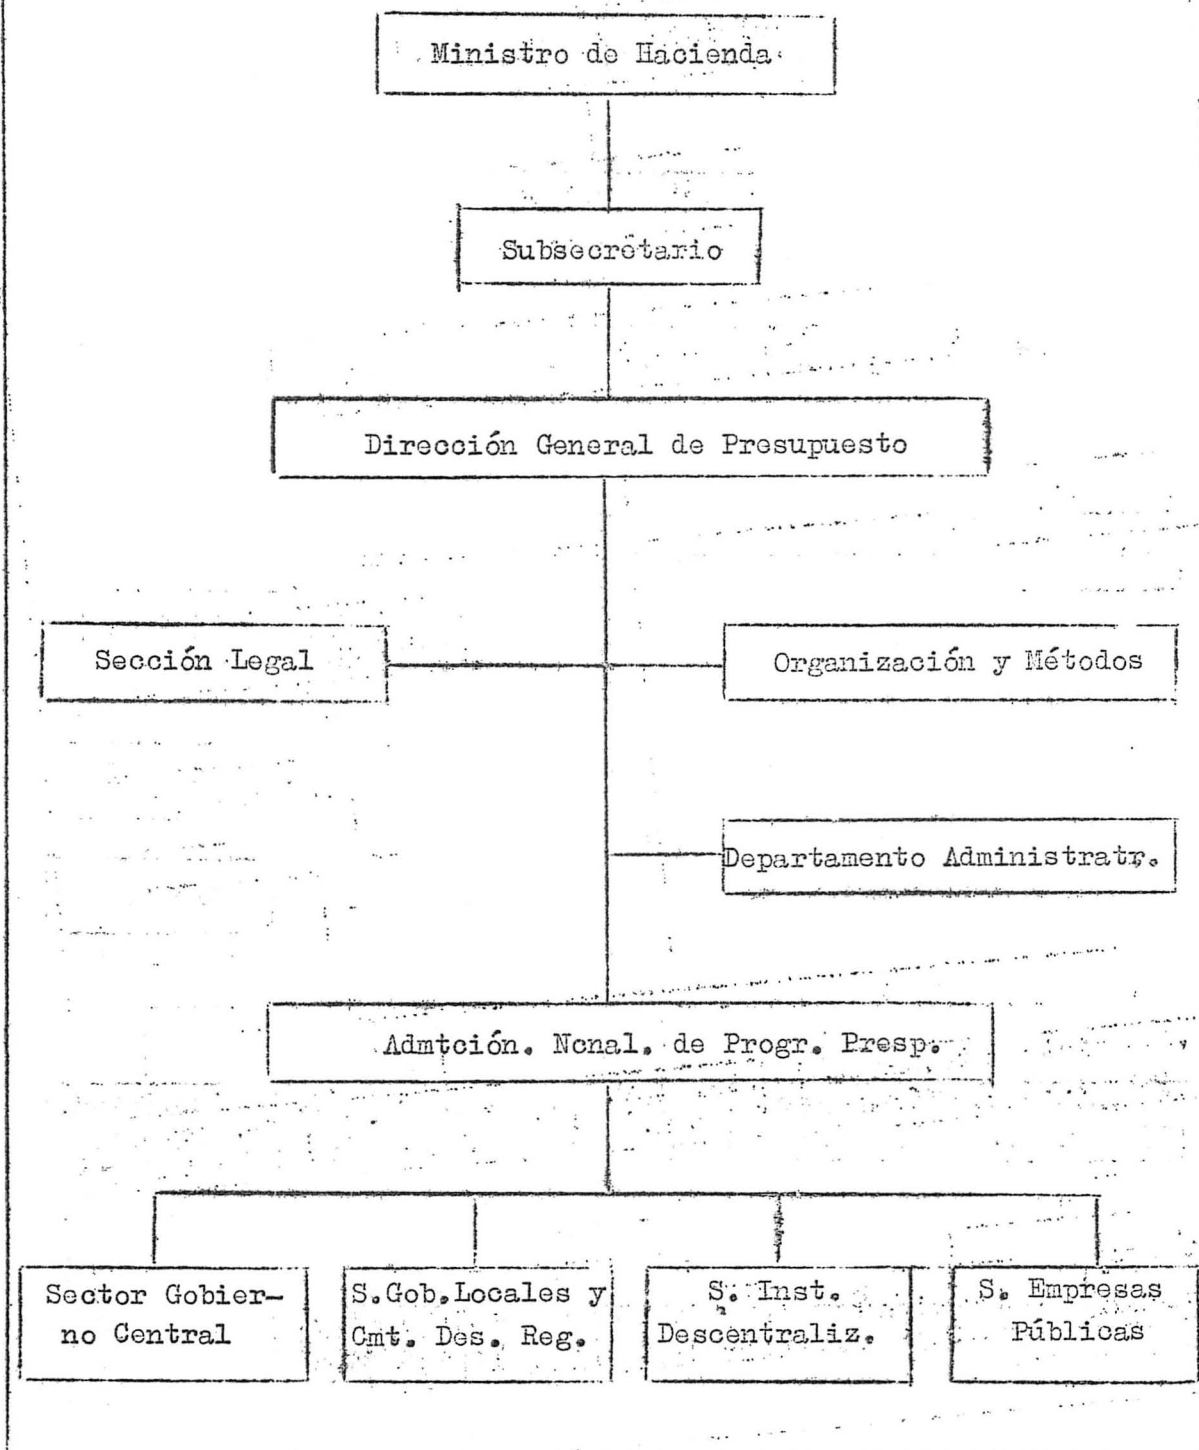 Ministro de Hacienda
Subsecretario
Dirección General de Presupuesto
Sección Legal
Organización y Métodos
Departamento Administratr.
Admtción. Ncnal. de Progr. Presp.
Sector Gobier-
no Central
S.Gob.Locales y
Cmt. Des. Reg.
S. Inst.
Descentraliz.
S. Empresas
Públicas